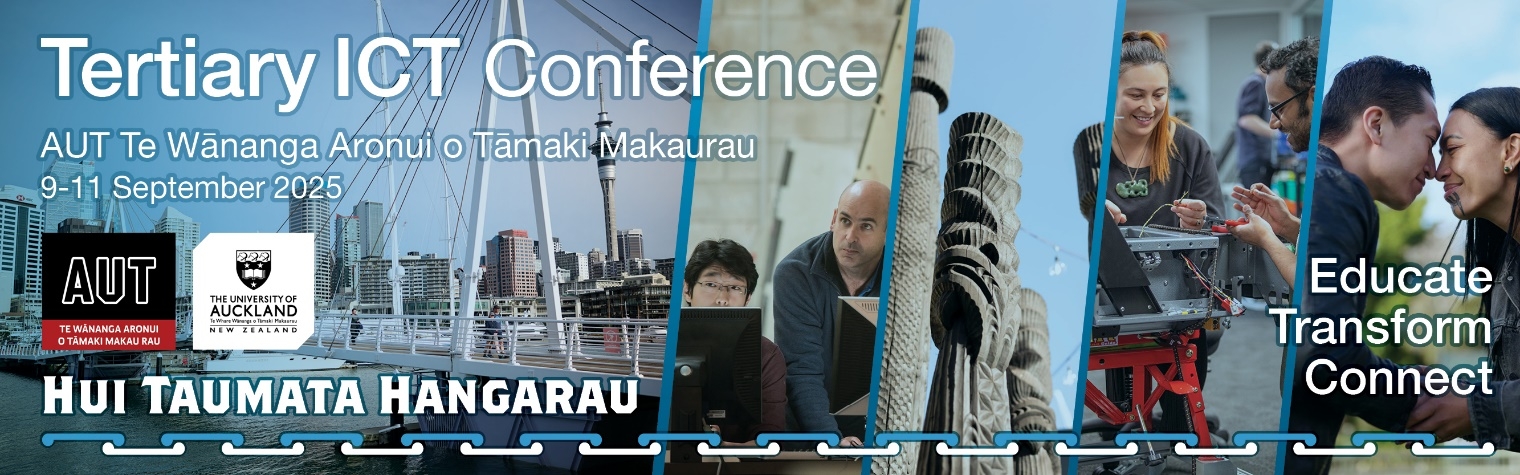 Tertiary ICT Conference
AUT Te Wānanga Aronui o Tāmaki Makaurau
9-11 September 2025
AUT
TE WĀNANGA ARONUI
O TĀMAKI MAKAU RAU
THE UNIVERSITY OF
AUCKLAND
Te Whare Wānanga o Tāmaki Makaurau
NEW ZEALAND
HUI TAUMATA HANGARAU
Educate
Transform
Connect